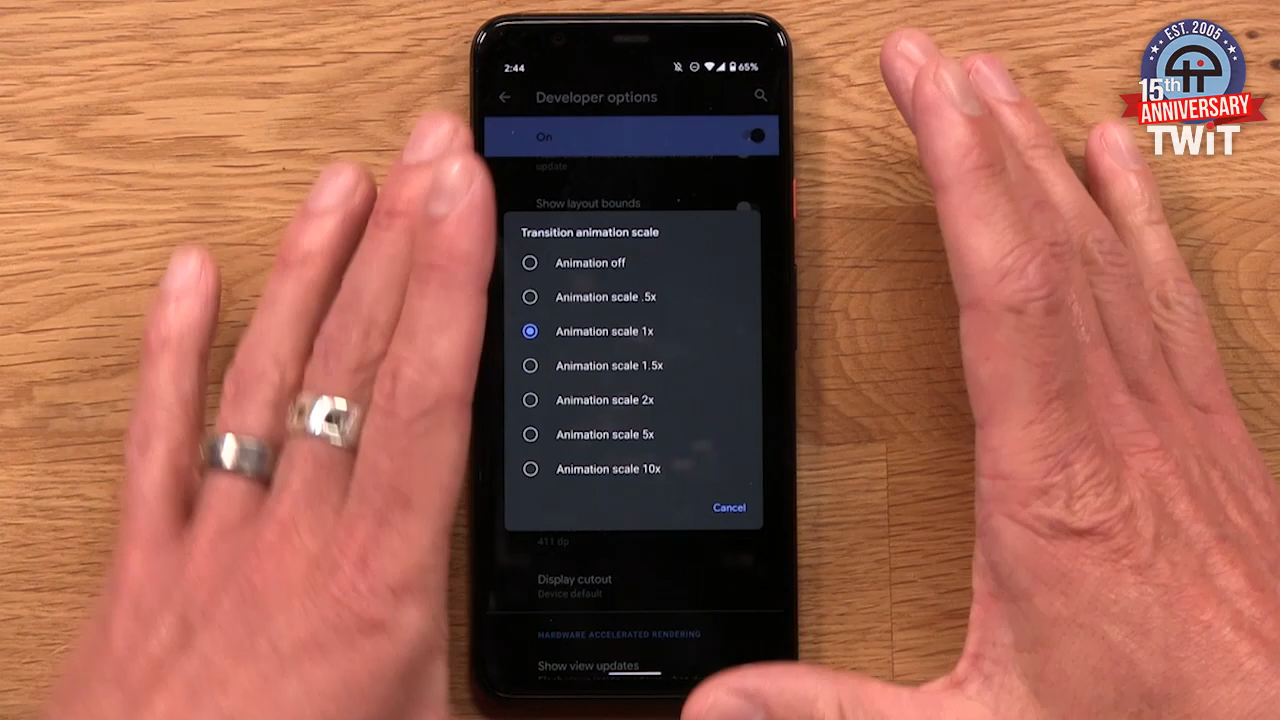 EST. 2005
15th
ANNIVERSARY
TWiT
2:44
65%
Developer options
On
update
Show layout bounds
Transition animation scale
Animation off
Animation scale .5x
Animation scale 1x
Animation scale 1.5x
Animation scale 2x
Animation scale 5x
Animation scale 10x
Cancel
411 dp
Display cutout
Device default
HARDWARE ACCELERATED RENDERING
Show view updates